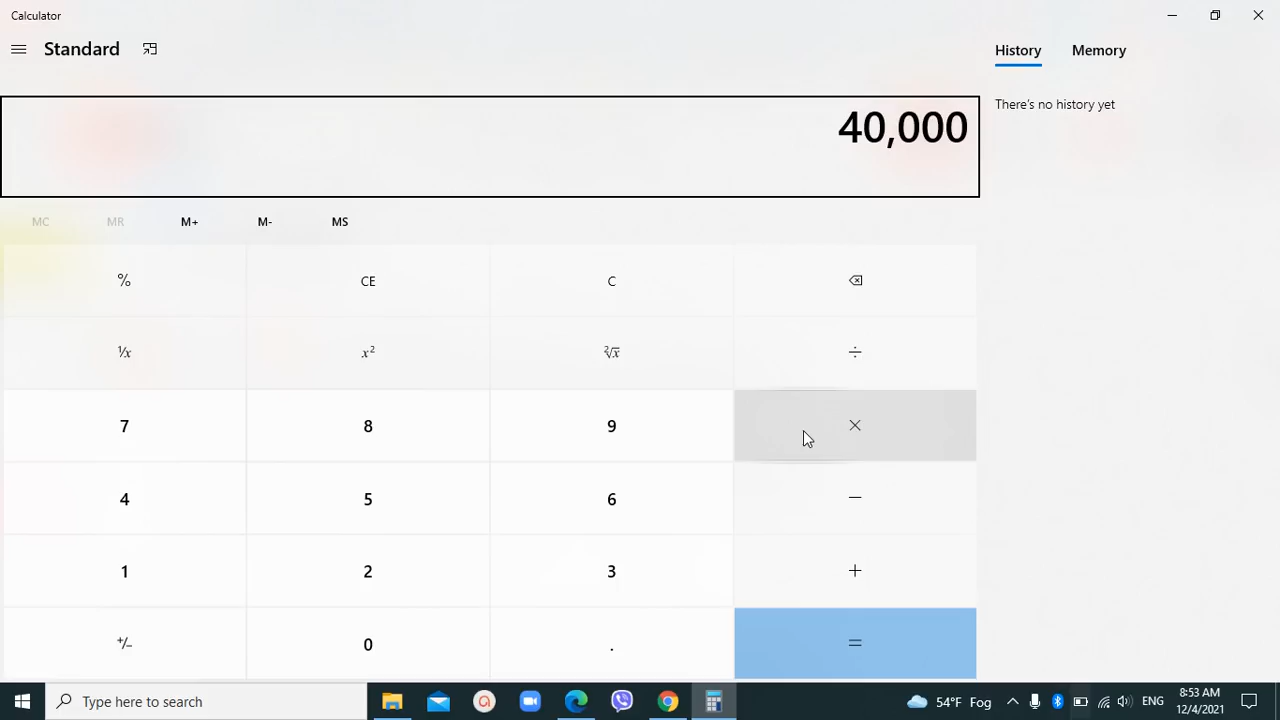 Calculator
Standard
History Memory
There's no history yet
40,000
MC MR M+ M- MS
% CE C
¹/x x² ²√x ÷
7 8 9 ×
4 5 6 −
1 2 3 +
+/− 0 . =
Type here to search
54°F Fog
ENG
8:53 AM
12/4/2021